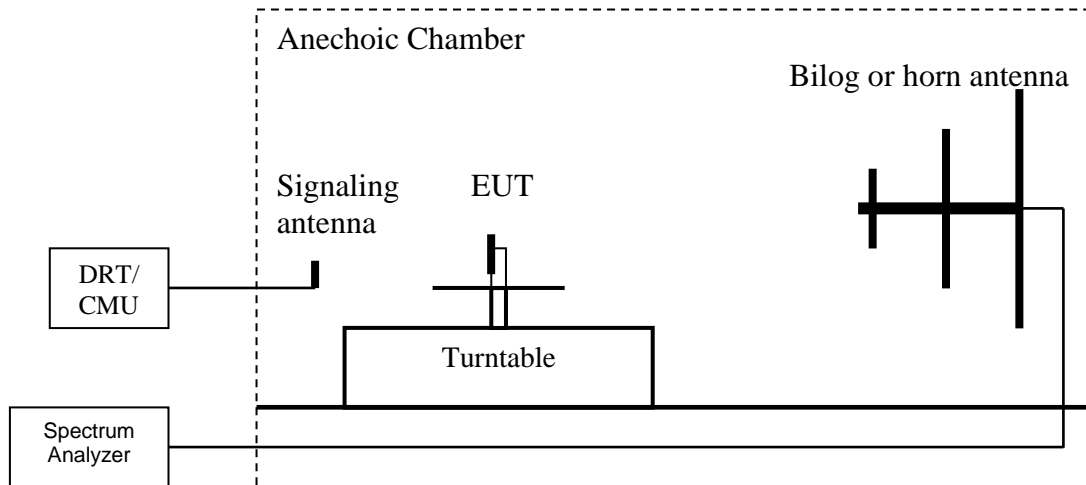 Anechoic Chamber
Bilog or horn antenna
Signaling
antenna
EUT
DRT/
CMU
Turntable
Spectrum
Analyzer